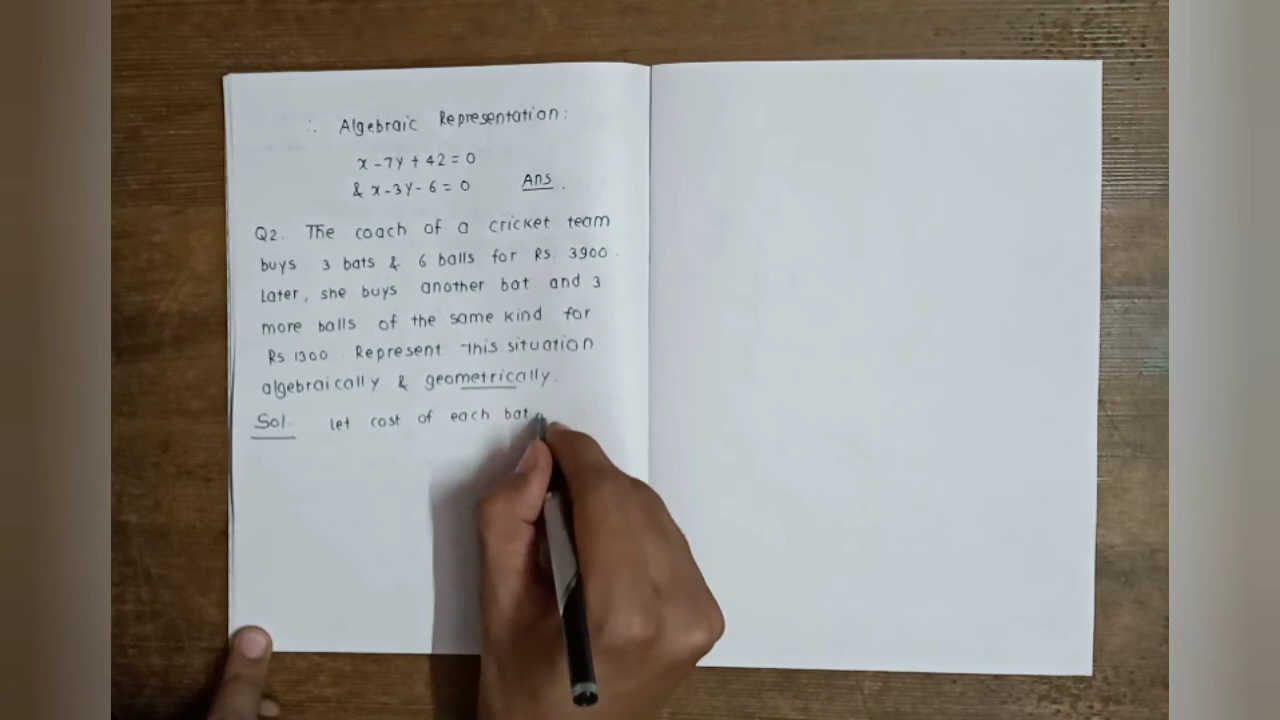 ∴ Algebraic Representation:
x - 7y + 42 = 0
& x - 3y - 6 = 0 Ans.
Q2. The coach of a cricket team
buys 3 bats & 6 balls for Rs 3900.
Later, she buys another bat and 3
more balls of the same kind for
Rs 1300. Represent this situation
algebraically & geometrically.
Sol. Let cost of each bat